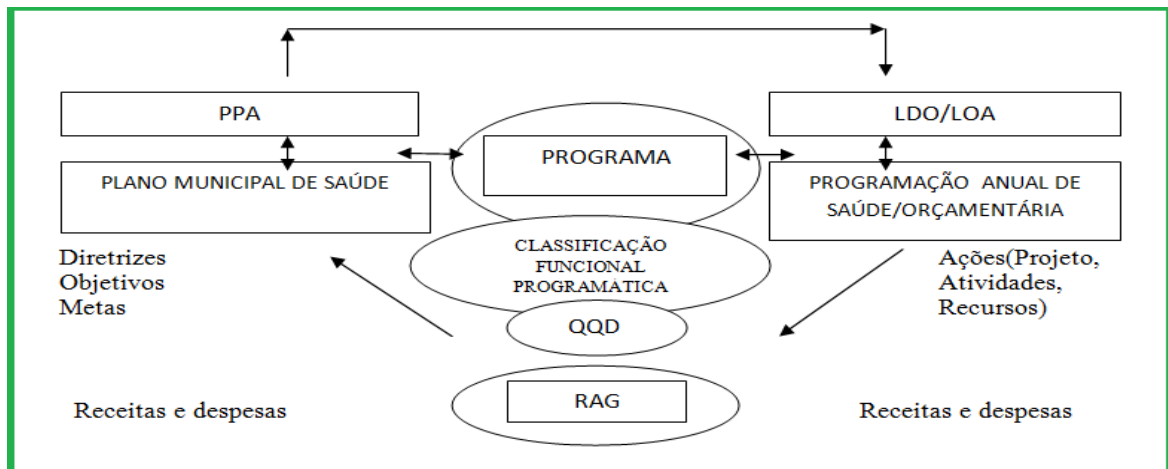 PPA
LDO/LOA
PROGRAMA
PLANO MUNICIPAL DE SAÚDE
PROGRAMAÇÃO ANUAL DE
SAÚDE/ORÇAMENTÁRIA
CLASSIFICAÇÃO
FUNCIONAL
PROGRAMATICA
Diretrizes
Objetivos
Metas
Ações(Projeto,
Atividades,
Recursos)
QQD
RAG
Receitas e despesas
Receitas e despesas